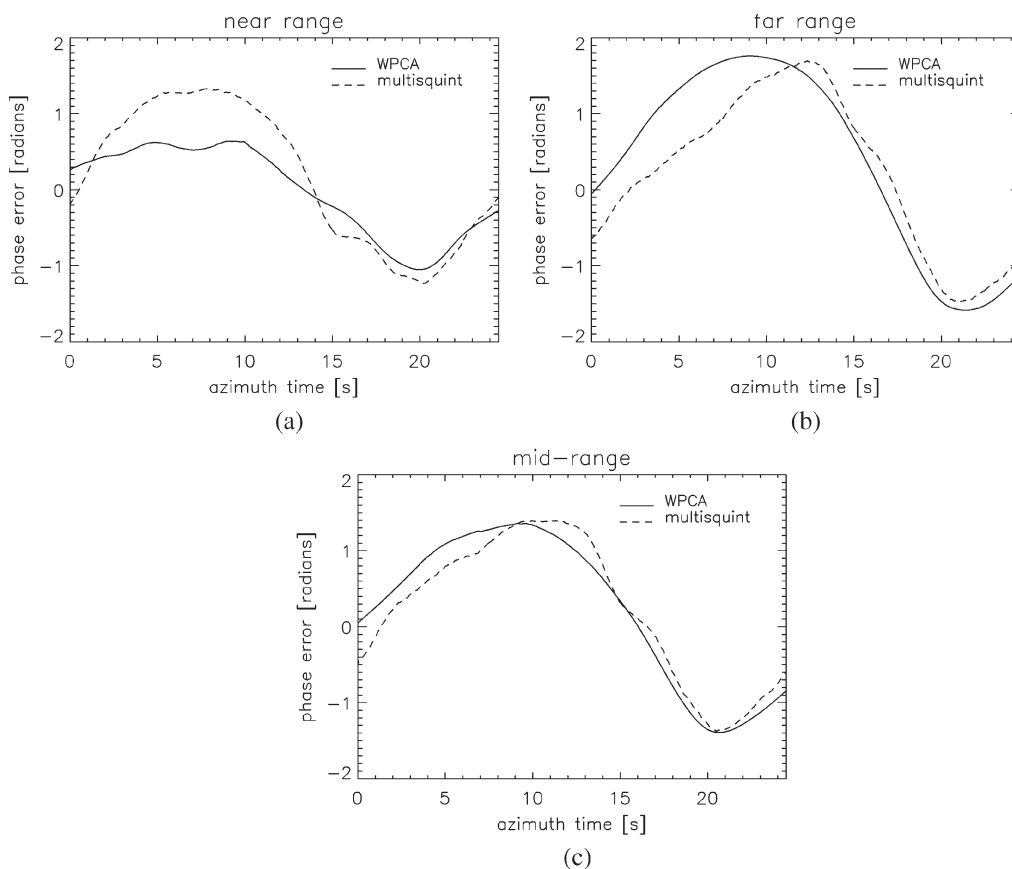 near range
2
1
0
−1
−2
phase error [radians]
WPCA
multisquint
0
5
10
15
20
azimuth time [s]
(a)
far range
2
1
0
−1
−2
phase error [radians]
WPCA
multisquint
0
5
10
15
20
azimuth time [s]
(b)
mid−range
2
1
0
−1
−2
phase error [radians]
WPCA
multisquint
0
5
10
15
20
azimuth time [s]
(c)